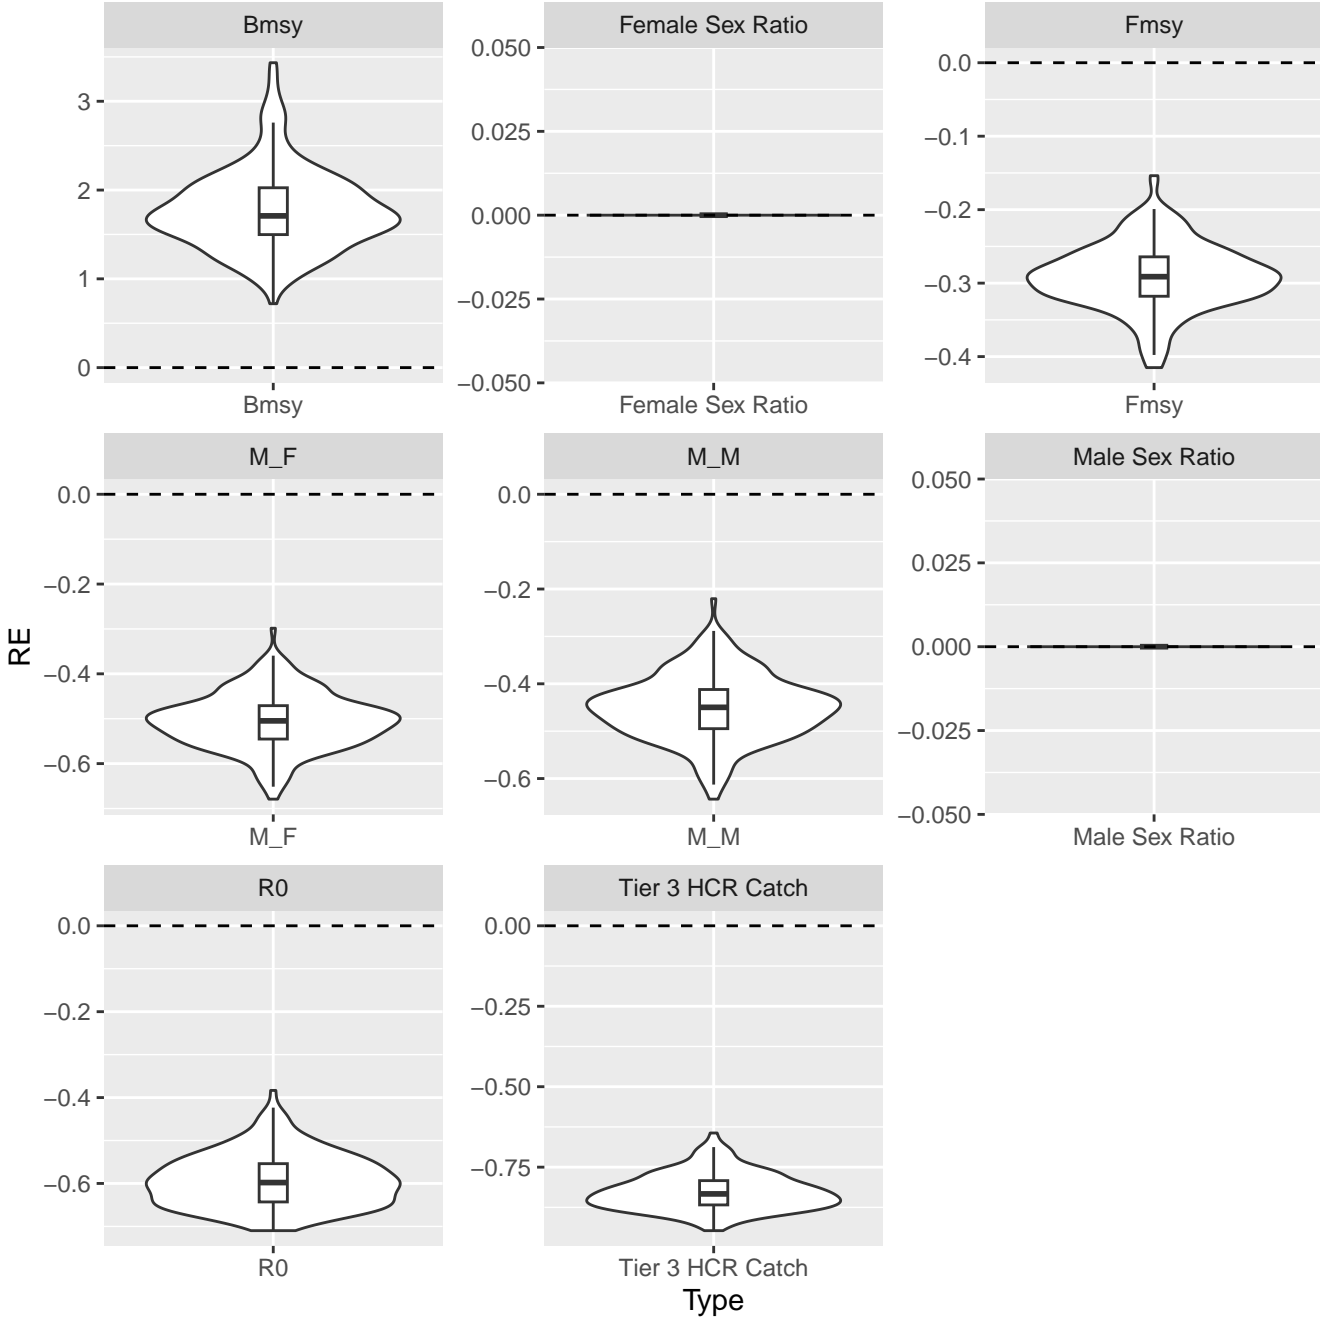 Bmsy
Female Sex Ratio
Fmsy
3
2
1
0
0.050
0.025
0.000
−0.025
−0.050
0.0
−0.1
−0.2
−0.3
−0.4
Bmsy
Female Sex Ratio
Fmsy
M_F
M_M
Male Sex Ratio
0.0
−0.2
−0.4
−0.6
0.0
−0.2
−0.4
−0.6
0.050
0.025
0.000
−0.025
−0.050
M_F
M_M
Male Sex Ratio
RE
R0
Tier 3 HCR Catch
0.0
−0.2
−0.4
−0.6
0.00
−0.25
−0.50
−0.75
R0
Tier 3 HCR Catch
Type